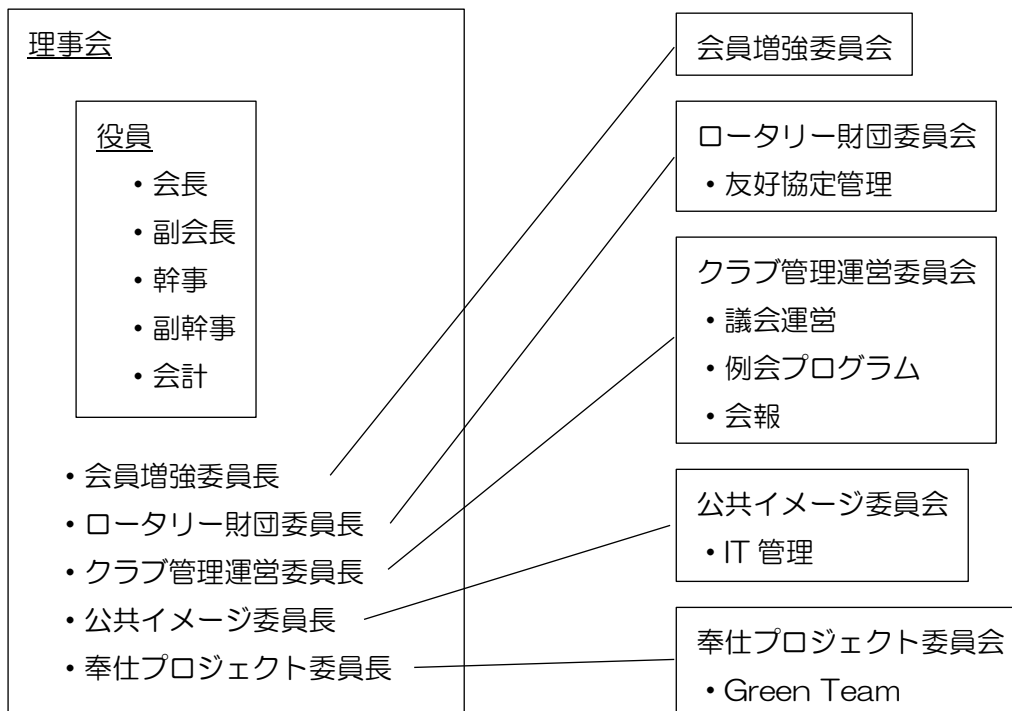 理事会
役員
・会長
・副会長
・幹事
・副幹事
・会計
・会員増強委員長
・ロータリー財団委員長
・クラブ管理運営委員長
・公共イメージ委員長
・奉仕プロジェクト委員長
会員増強委員会
ロータリー財団委員会
・友好協定管理
クラブ管理運営委員会
・議会運営
・例会プログラム
・会報
公共イメージ委員会
・IT 管理
奉仕プロジェクト委員会
・Green Team